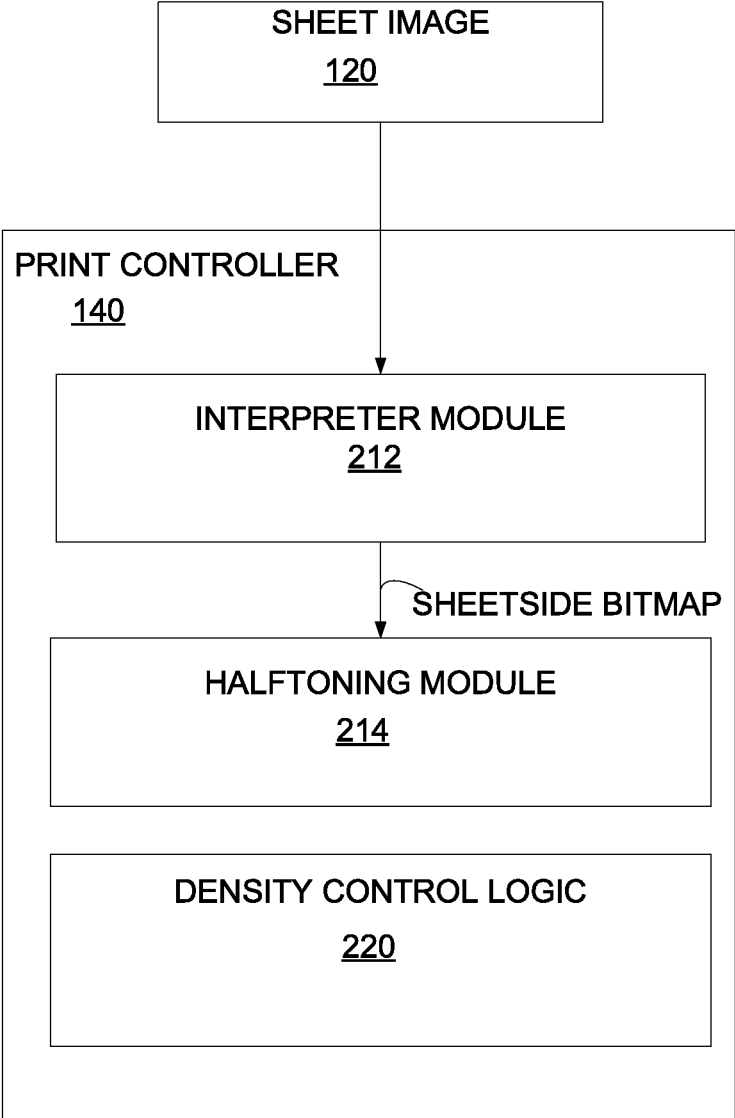 SHEET IMAGE
120
PRINT CONTROLLER
140
INTERPRETER MODULE
212
SHEETSIDE BITMAP
HALFTONING MODULE
214
DENSITY CONTROL LOGIC
220